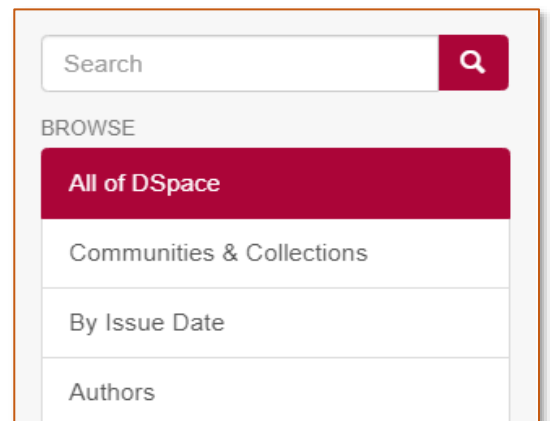 Search
BROWSE
All of DSpace
Communities & Collections
By Issue Date
Authors